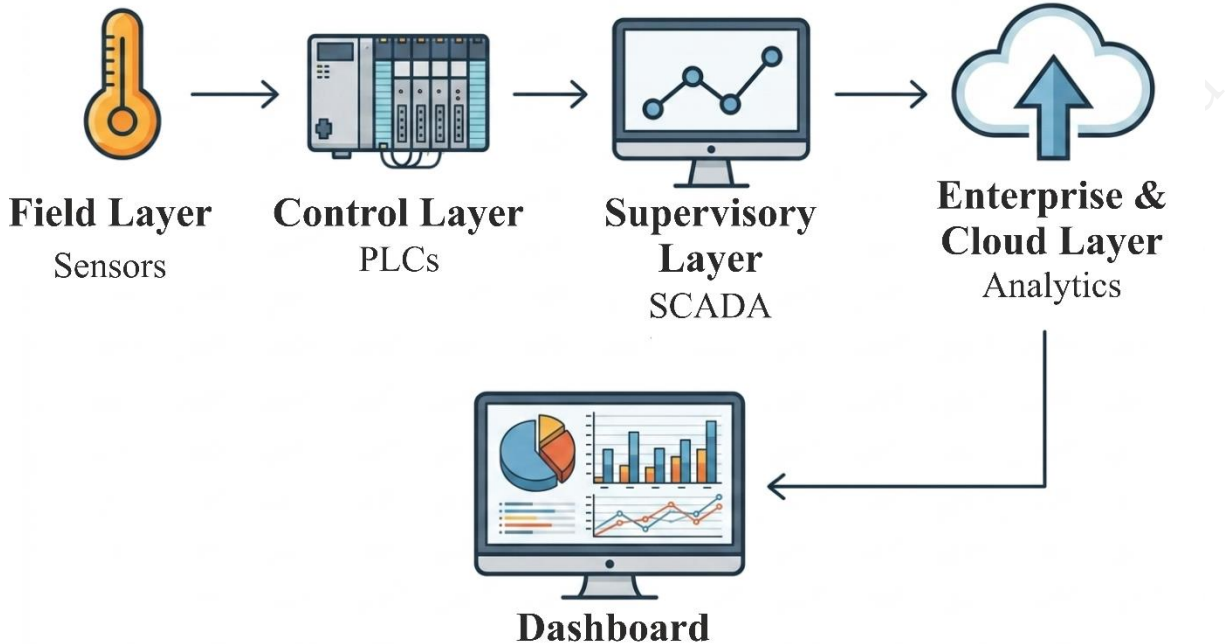 Field Layer
Sensors
Control Layer
PLCs
Supervisory
Layer
SCADA
Enterprise &
Cloud Layer
Analytics
Dashboard